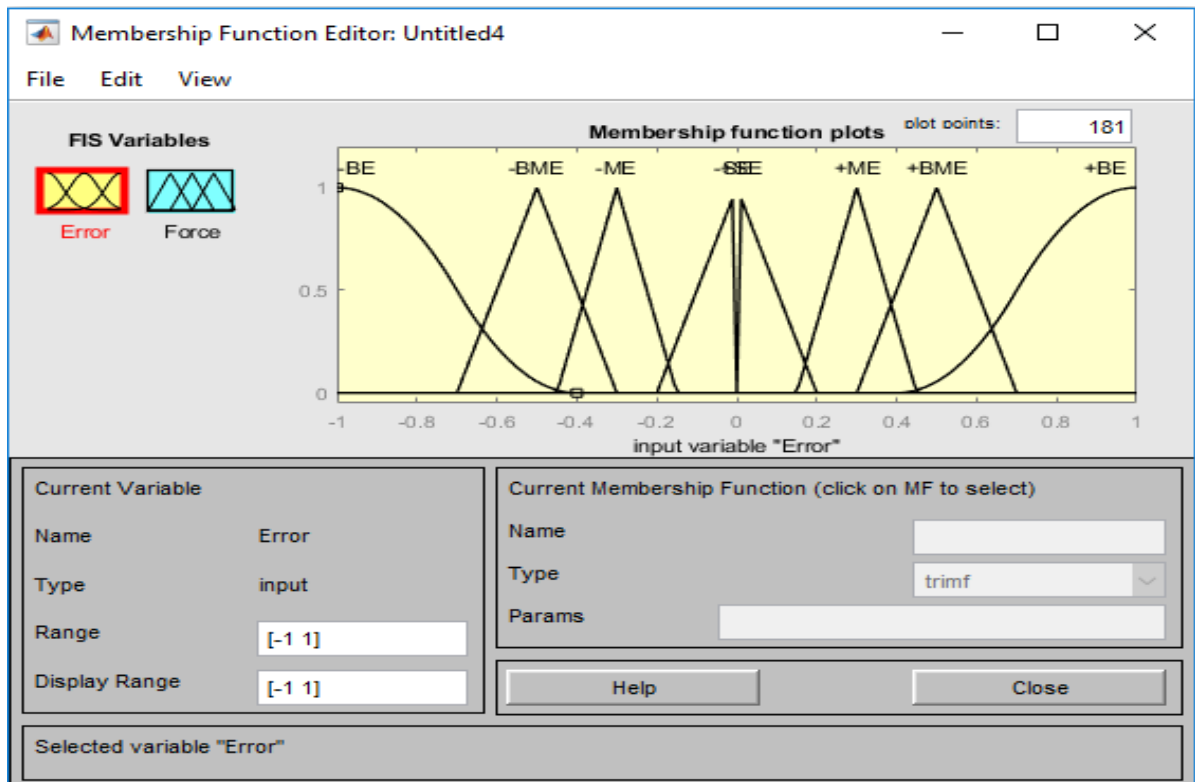 Membership Function Editor: Untitled4
File Edit View
FIS Variables
Error
Force
Membership function plots
plot points:
181
-BE
-BME
-ME
+ME
+BME
+BE
1
0.5
0
-1
-0.8
-0.6
-0.4
-0.2
0
0.2
0.4
0.6
0.8
1
input variable "Error"
Current Variable
Name Error
Type input
Range [-1 1]
Display Range [-1 1]
Current Membership Function (click on MF to select)
Name
Type trimf
Params
Help
Close
Selected variable "Error"